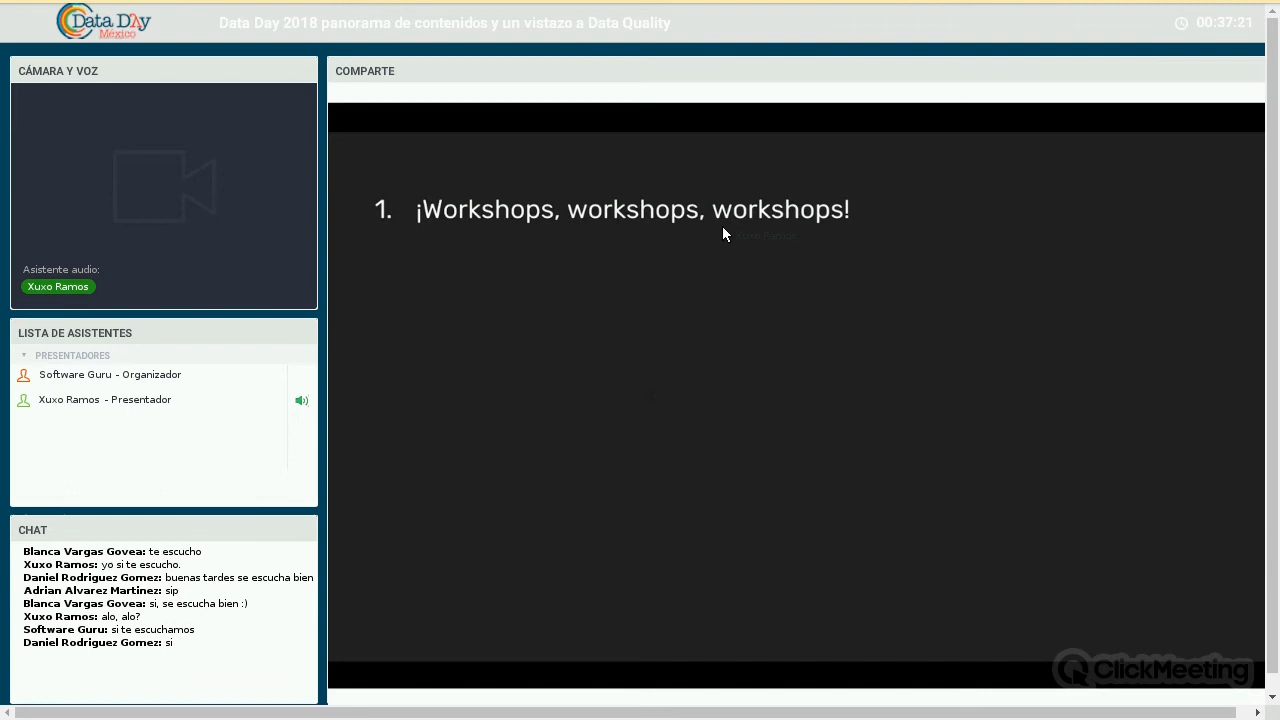 Data Day
México
Data Day 2018 panorama de contenidos y un vistazo a Data Quality
00:37:21
CÁMARA Y VOZ
Asistente audio:
Xuxo Ramos
LISTA DE ASISTENTES
PRESENTADORES
Software Guru - Organizador
Xuxo Ramos - Presentador
CHAT
Blanca Vargas Govea: te escucho
Xuxo Ramos: yo si te escucho.
Daniel Rodriguez Gomez: buenas tardes se escucha bien
Adrian Alvarez Martinez: sip
Blanca Vargas Govea: si, se escucha bien :)
Xuxo Ramos: alo, alo?
Software Guru: si te escuchamos
Daniel Rodriguez Gomez: si
COMPARTE
1. ¡Workshops, workshops, workshops!
Xuxo Ramos
ClickMeeting